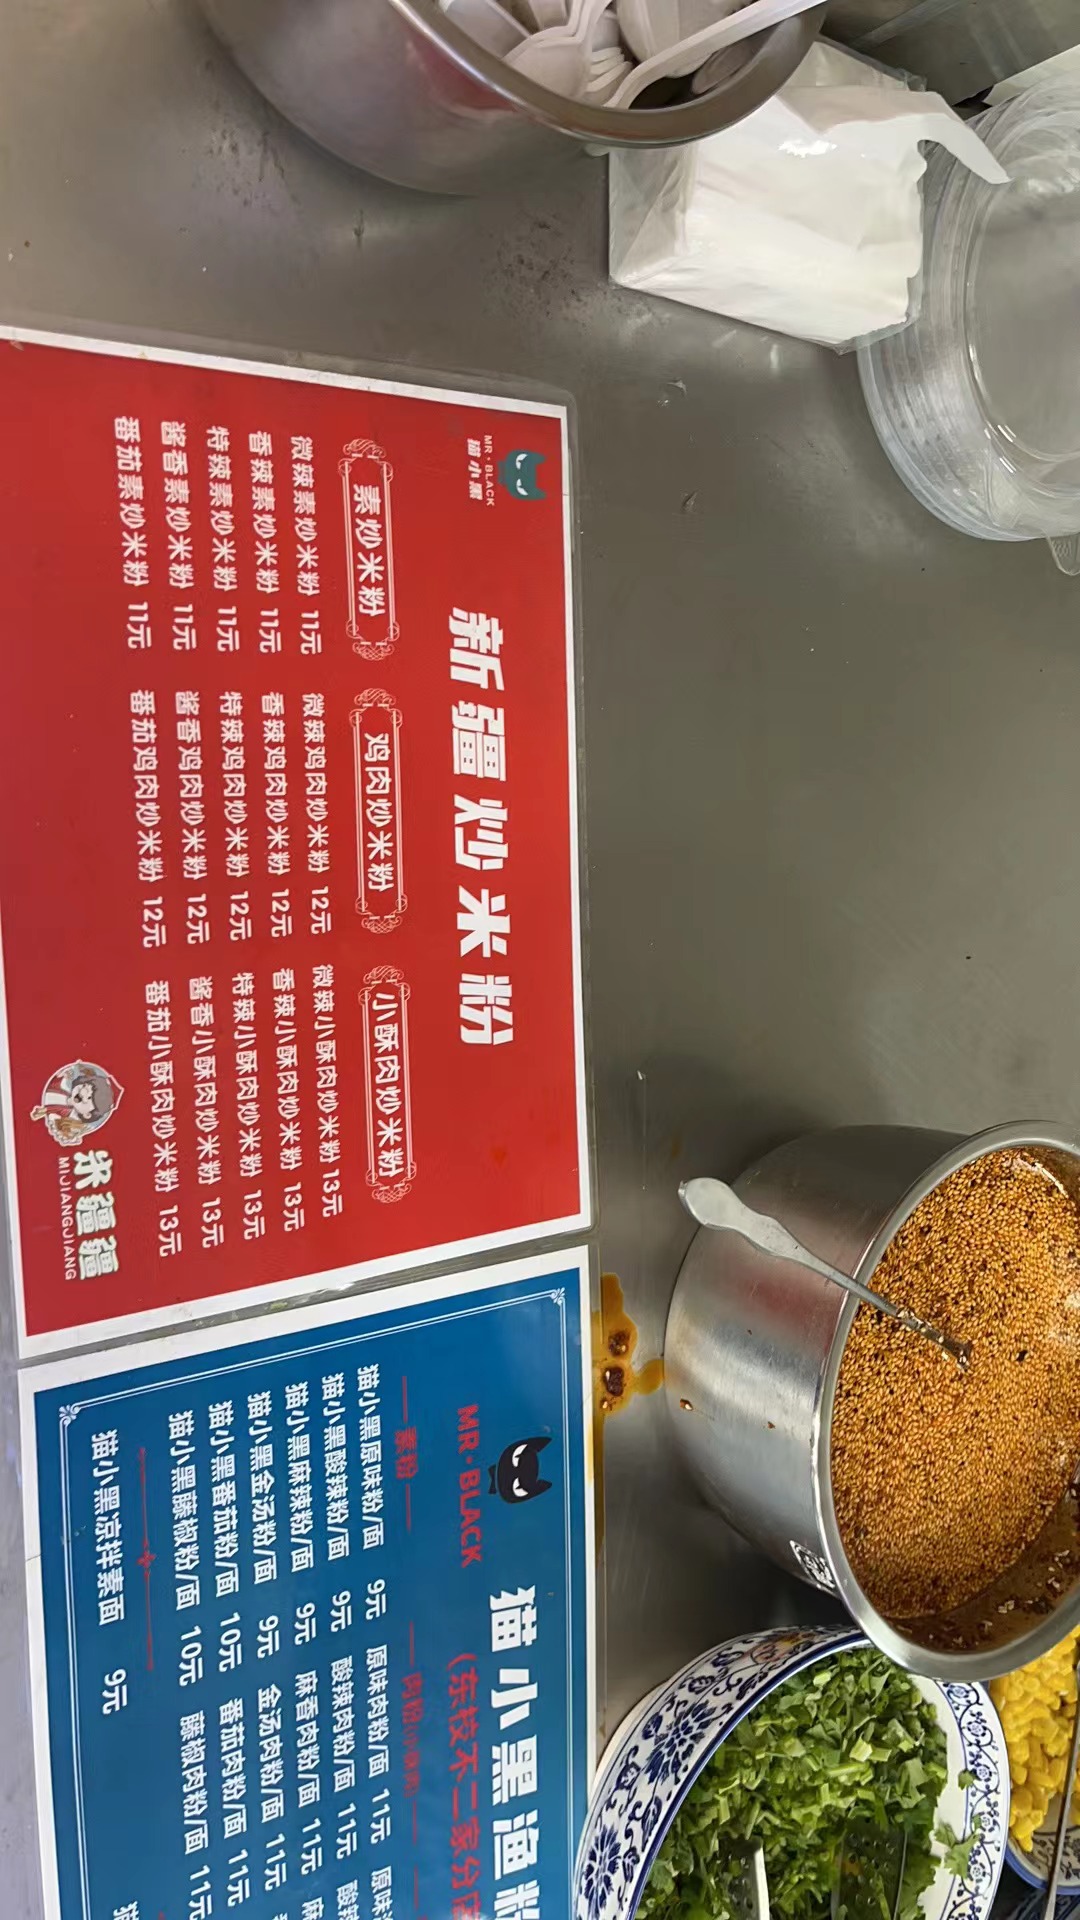 MR·BLACK
猫小黑
新疆炒米粉
素炒米粉
微辣素炒米粉 11元
香辣素炒米粉 11元
特辣素炒米粉 11元
酱香素炒米粉 11元
番茄素炒米粉 11元
鸡肉炒米粉
微辣鸡肉炒米粉 12元
香辣鸡肉炒米粉 12元
特辣鸡肉炒米粉 12元
酱香鸡肉炒米粉 12元
番茄鸡肉炒米粉 12元
小酥肉炒米粉
微辣小酥肉炒米粉 13元
香辣小酥肉炒米粉 13元
特辣小酥肉炒米粉 13元
酱香小酥肉炒米粉 13元
番茄小酥肉炒米粉 13元
米疆疆
MIJIANGJIANG
MR·BLACK
猫小黑渔粉
(东校不二家分店
素粉
猫小黑原味粉/面 9元
猫小黑酸辣粉/面 9元
猫小黑麻辣粉/面 9元
猫小黑金汤粉/面 9元
猫小黑番茄粉/面 10元
猫小黑藤椒粉/面 10元
猫小黑凉拌素面 9元
肉粉
原味肉粉/面 11元
酸辣肉粉/面 11元
麻香肉粉/面 11元
金汤肉粉/面 11元
番茄肉粉/面 11元
藤椒肉粉/面 11元
原味
酸辣
麻
猫